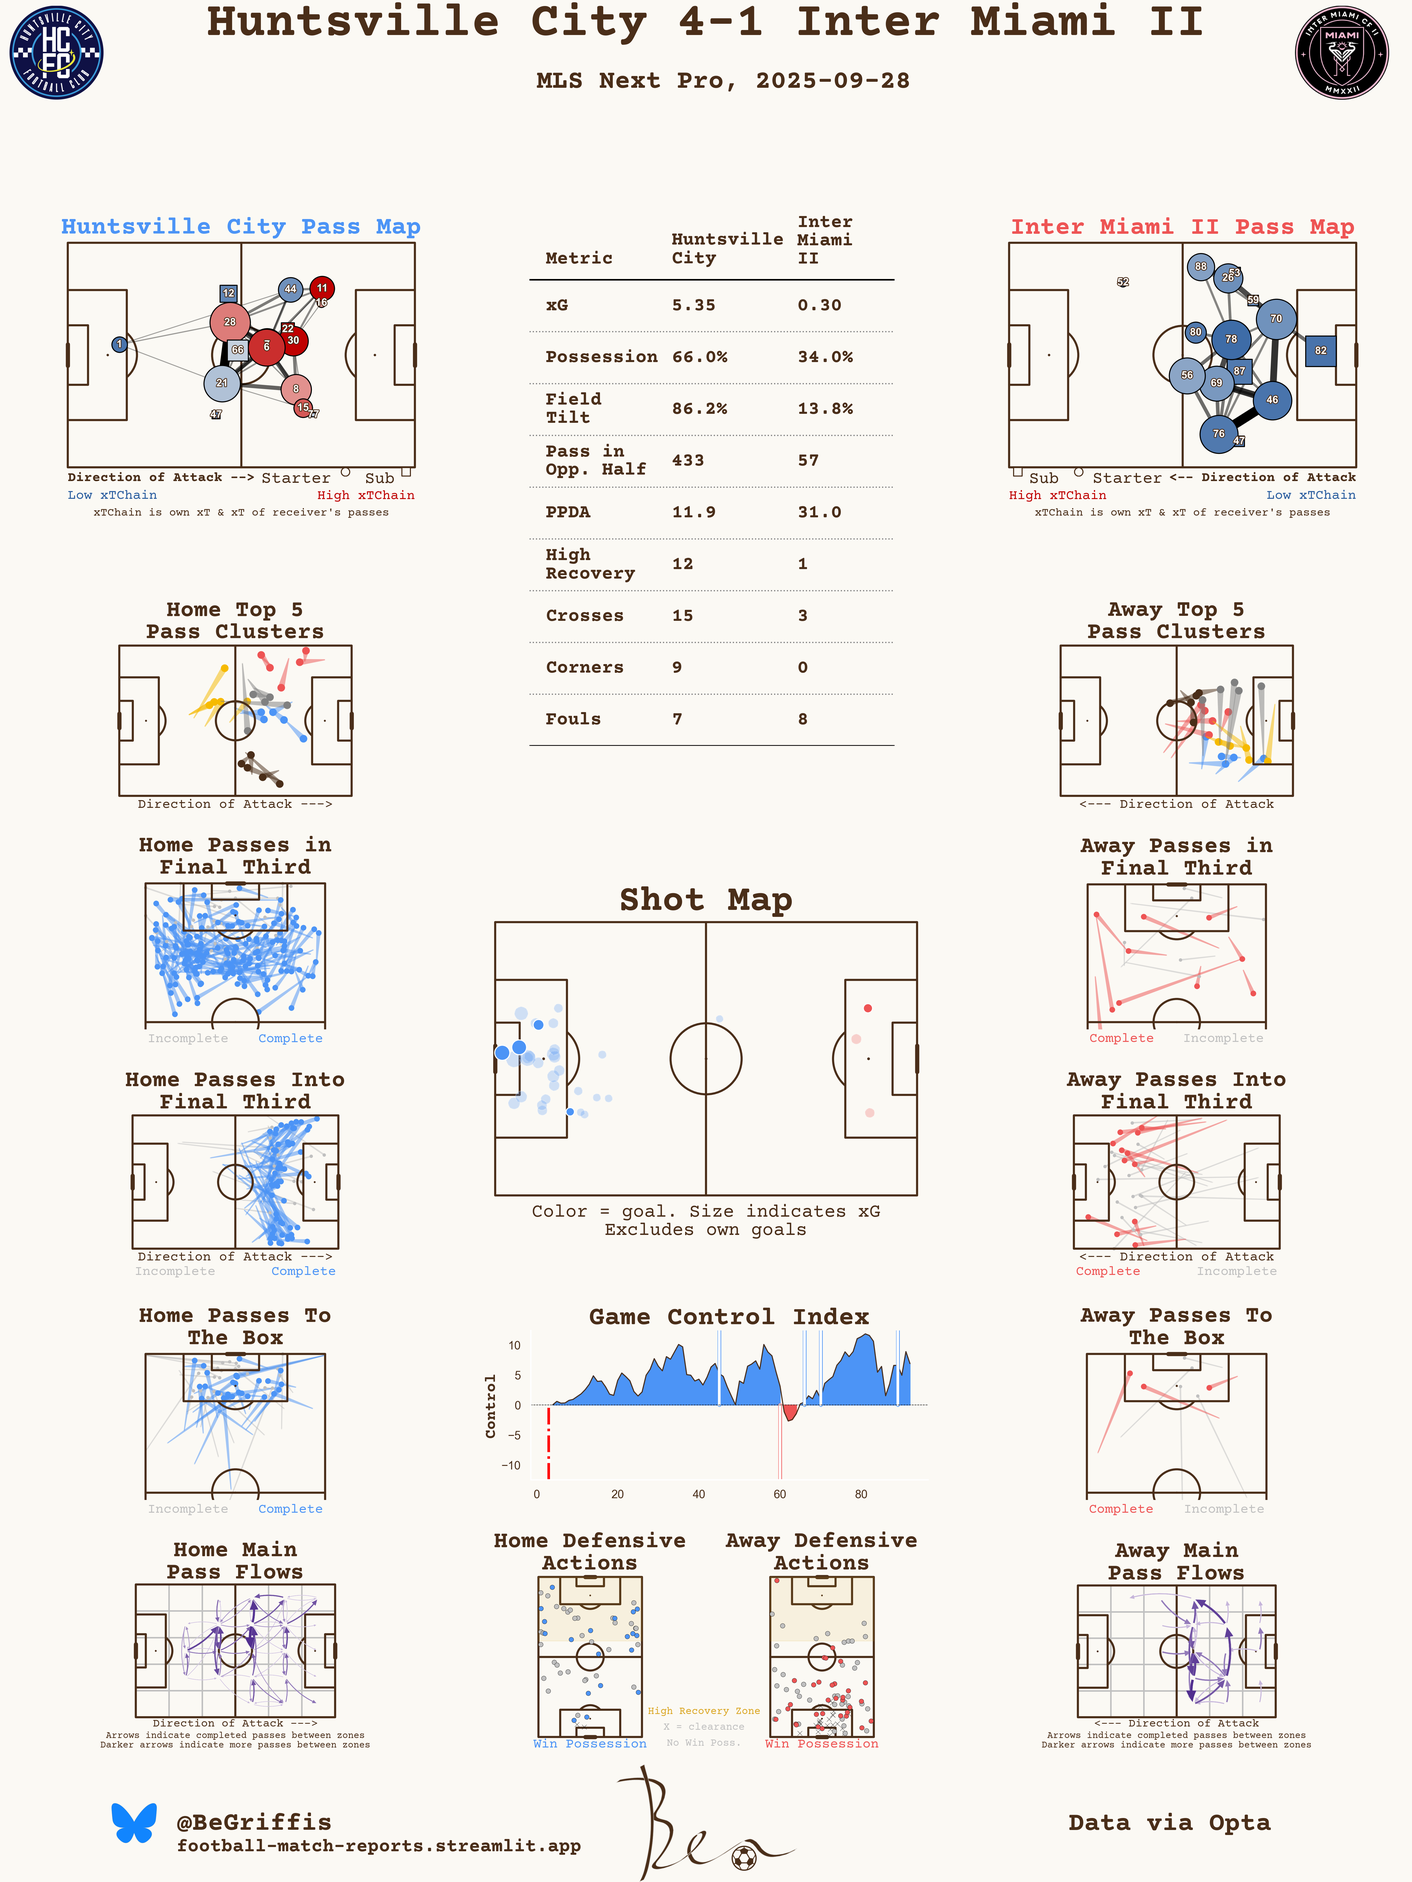 Huntsville City 4-1 Inter Miami II
MLS Next Pro, 2025-09-28
HUNTSVILLE CITY
HC
FC
FOOTBALL CLUB
INTER MIAMI CF II
MIAMI
MMXXII
Huntsville City Pass Map
12
44
11
16
28
22
30
1
66
6
21
8
15
77
47
Direction of Attack --> Starter Sub
Low xTChain High xTChain
xTChain is own xT & xT of receiver's passes
Metric Huntsville City Inter Miami II
xG 5.35 0.30
Possession 66.0% 34.0%
Field Tilt 86.2% 13.8%
Pass in Opp. Half 433 57
PPDA 11.9 31.0
High Recovery 12 1
Crosses 15 3
Corners 9 0
Fouls 7 8
Inter Miami II Pass Map
88
26
53
52
59
70
80
78
82
56
69
87
46
76
47
Sub Starter <-- Direction of Attack
High xTChain Low xTChain
xTChain is own xT & xT of receiver's passes
Home Top 5
Pass Clusters
Direction of Attack --->
Away Top 5
Pass Clusters
<--- Direction of Attack
Home Passes in
Final Third
Incomplete Complete
Away Passes in
Final Third
Complete Incomplete
Shot Map
Color = goal. Size indicates xG
Excludes own goals
Home Passes Into
Final Third
Direction of Attack --->
Incomplete Complete
Away Passes Into
Final Third
<--- Direction of Attack
Complete Incomplete
Home Passes To
The Box
Incomplete Complete
Game Control Index
Control
10
5
0
−5
−10
0 20 40 60 80
Away Passes To
The Box
Complete Incomplete
Home Main
Pass Flows
Direction of Attack --->
Arrows indicate completed passes between zones
Darker arrows indicate more passes between zones
Home Defensive
Actions
Win Possession
High Recovery Zone
X = clearance
No Win Poss.
Away Defensive
Actions
Win Possession
Away Main
Pass Flows
<--- Direction of Attack
Arrows indicate completed passes between zones
Darker arrows indicate more passes between zones
@BeGriffis
football-match-reports.streamlit.app
Ben
Data via Opta